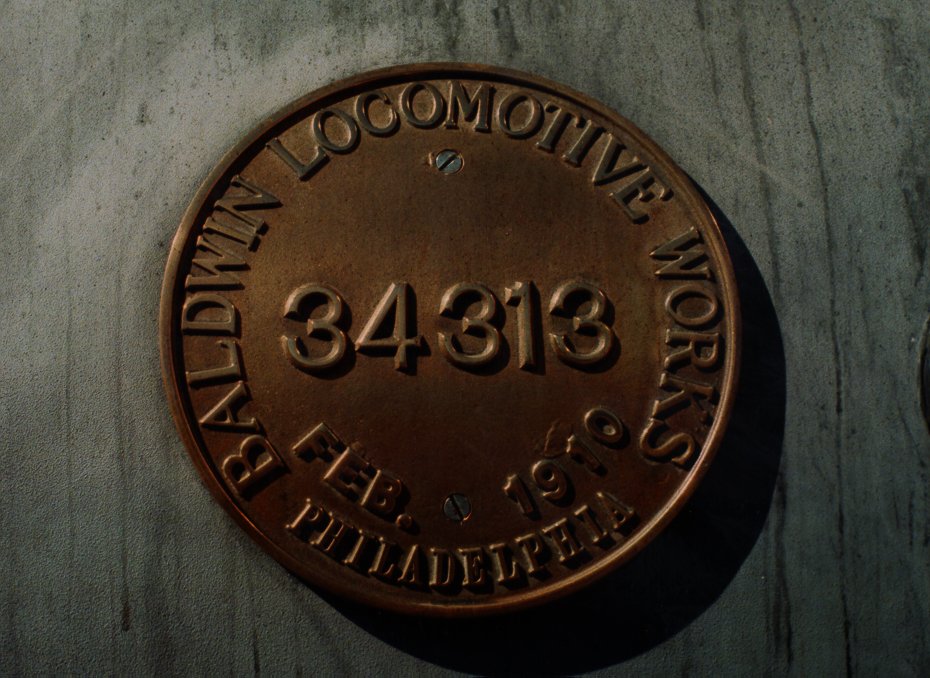 BALDWIN LOCOMOTIVE WORKS
34313
FEB. 1910
PHILADELPHIA